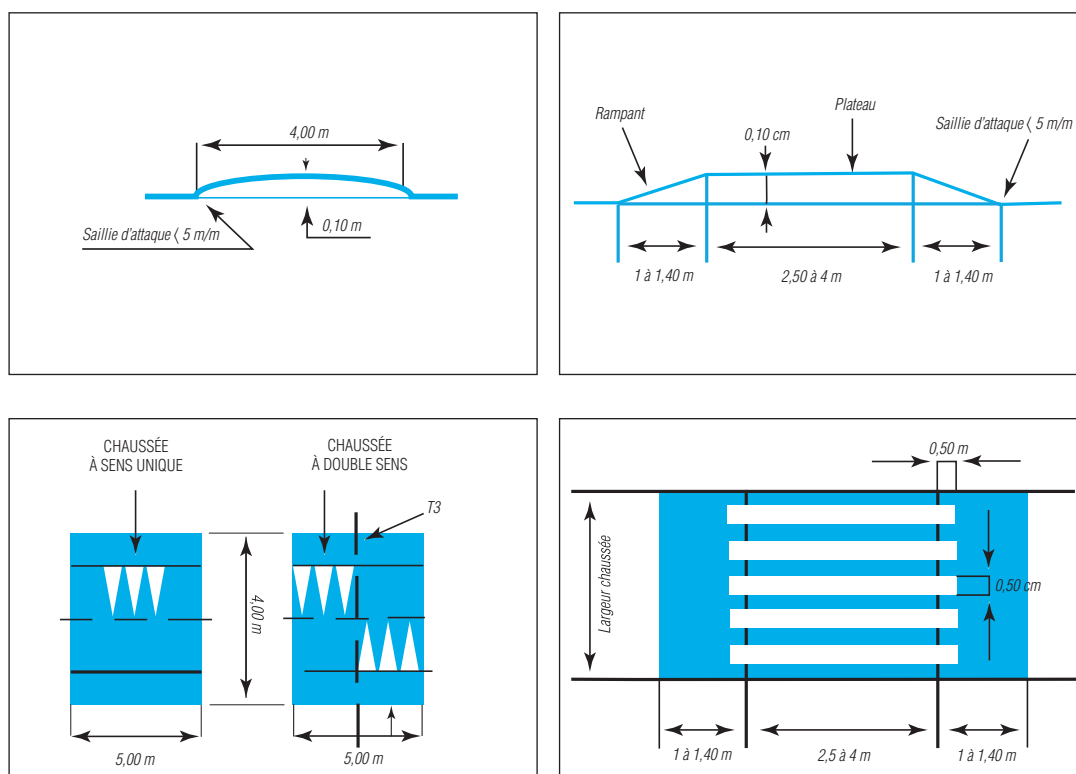 4,00 m
0,10 m
Saillie d'attaque < 5 m/m
Rampant
Plateau
0,10 cm
Saillie d'attaque < 5 m/m
1 à 1,40 m
2,50 à 4 m
1 à 1,40 m
CHAUSSÉE
À SENS UNIQUE
CHAUSSÉE
À DOUBLE SENS
T3
4,00 m
5,00 m
5,00 m
0,50 m
Largeur chaussée
0,50 cm
1 à 1,40 m
2,5 à 4 m
1 à 1,40 m